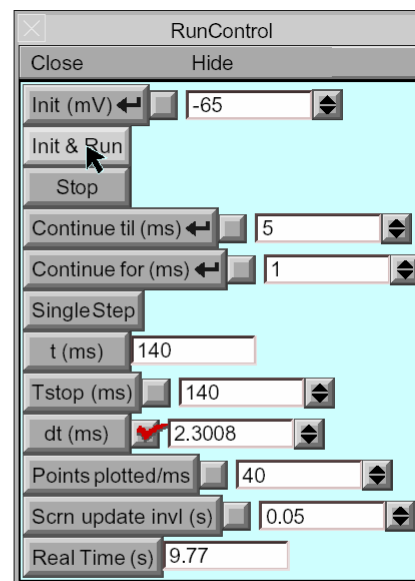 RunControl
Close Hide
Init (mV) -65
Init & Run
Stop
Continue til (ms) 5
Continue for (ms) 1
Single Step
t (ms) 140
Tstop (ms) 140
dt (ms) 2.3008
Points plotted/ms 40
Scrn update invl (s) 0.05
Real Time (s) 9.77